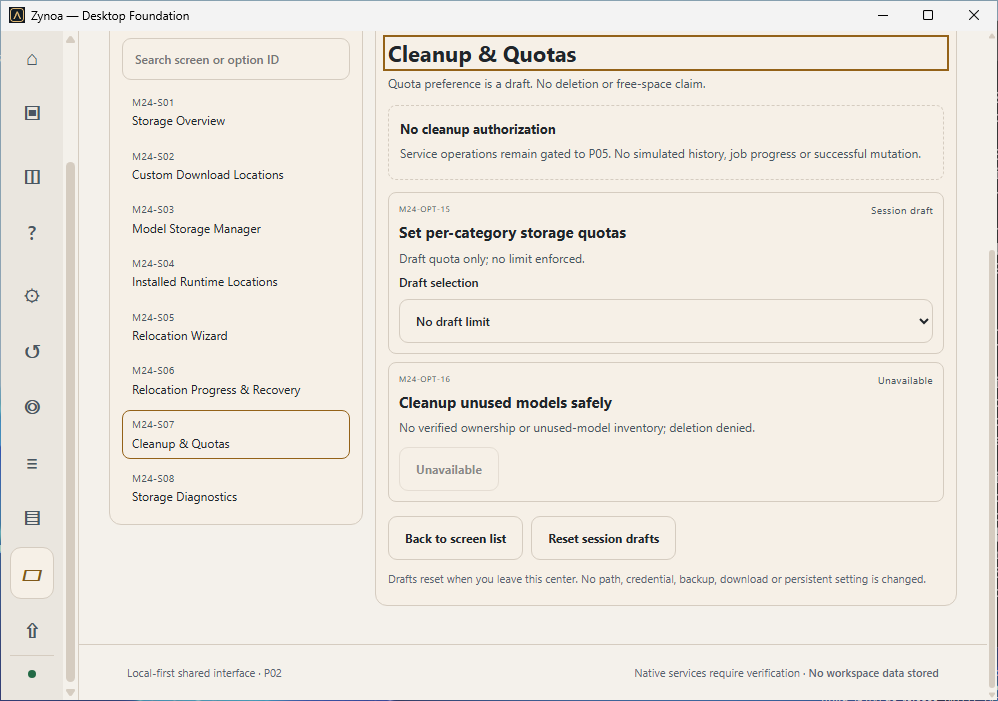 Zynoa — Desktop Foundation
Search screen or option ID
M24-S01
Storage Overview
M24-S02
Custom Download Locations
M24-S03
Model Storage Manager
M24-S04
Installed Runtime Locations
M24-S05
Relocation Wizard
M24-S06
Relocation Progress & Recovery
M24-S07
Cleanup & Quotas
M24-S08
Storage Diagnostics
Cleanup & Quotas
Quota preference is a draft. No deletion or free-space claim.
No cleanup authorization
Service operations remain gated to P05. No simulated history, job progress or successful mutation.
M24-OPT-15
Session draft
Set per-category storage quotas
Draft quota only; no limit enforced.
Draft selection
No draft limit
M24-OPT-16
Unavailable
Cleanup unused models safely
No verified ownership or unused-model inventory; deletion denied.
Unavailable
Back to screen list
Reset session drafts
Drafts reset when you leave this center. No path, credential, backup, download or persistent setting is changed.
Local-first shared interface · P02
Native services require verification · No workspace data stored